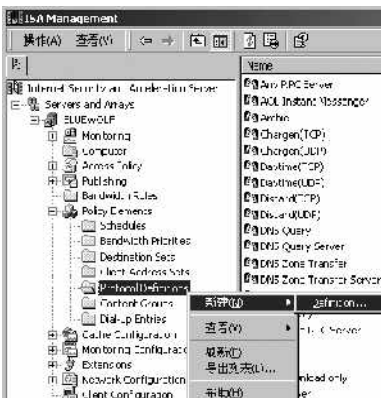 ISA Management
操作(A) 查看(V)
Name
Internet Security and Acceleration Server
Servers and Arrays
BLUEWOLF
Monitoring
Computer
Access Policy
Publishing
Bandwidth Rules
Policy Elements
Schedules
Bandwidth Priorities
Destination Sets
Client Address Sets
Protocol Definitions
Content Groups
Dial-up Entries
Cache Configuration
Monitoring Configurat
Extensions
Network Configuration
Client Configuration
Any RPC Server
AOL Instant Messenger
Archie
Chargen(TCP)
Chargen(UDP)
Daytime(TCP)
Daytime(UDP)
Discard(TCP)
Discard(UDP)
DNS Query
DNS Query Server
DNS Zone Transfer
DNS Zone Transfer Server
新建(N)
Definition...
查看(V)
刷新(F)
导出列表(L)...
帮助(H)
Server
nload only